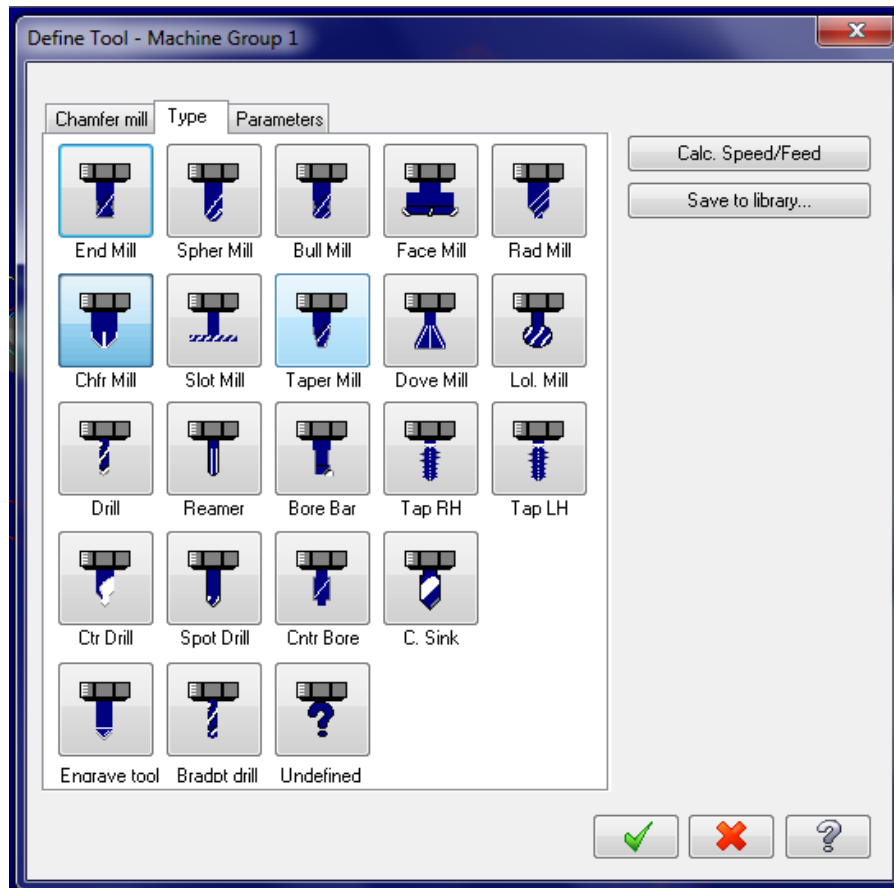 Define Tool - Machine Group 1
x
Chamfer mill Type Parameters
Calc. Speed/Feed
Save to library...
End Mill Spher Mill Bull Mill Face Mill Rad Mill
Chfr Mill Slot Mill Taper Mill Dove Mill Lol. Mill
Drill Reamer Bore Bar Tap RH Tap LH
Ctr Drill Spot Drill Cntr Bore C. Sink
?
Engrave tool Bradpt drill Undefined
?